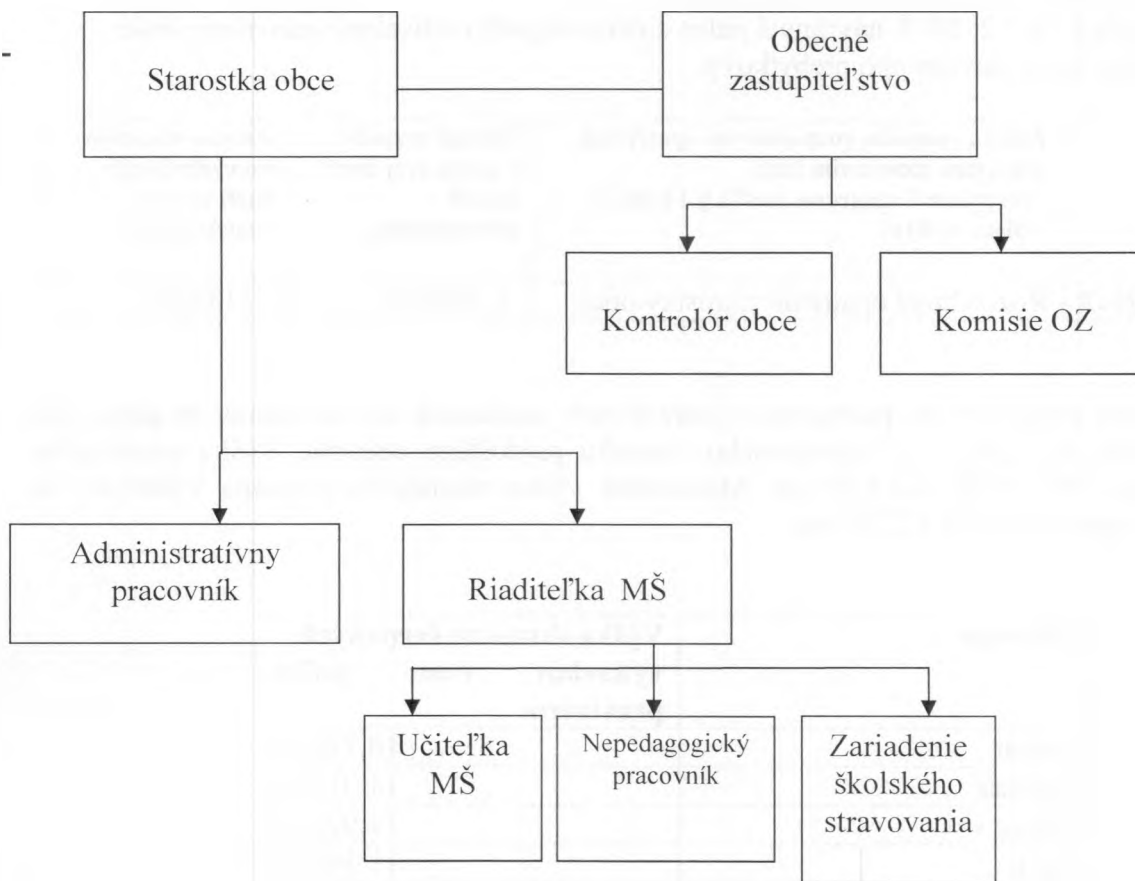 Starostka obce
Obecné
zastupiteľstvo
Kontrolór obce
Komisie OZ
Administratívny
pracovník
Riaditeľka MŠ
Učiteľka
MŠ
Nepedagogický
pracovník
Zariadenie
školského
stravovania